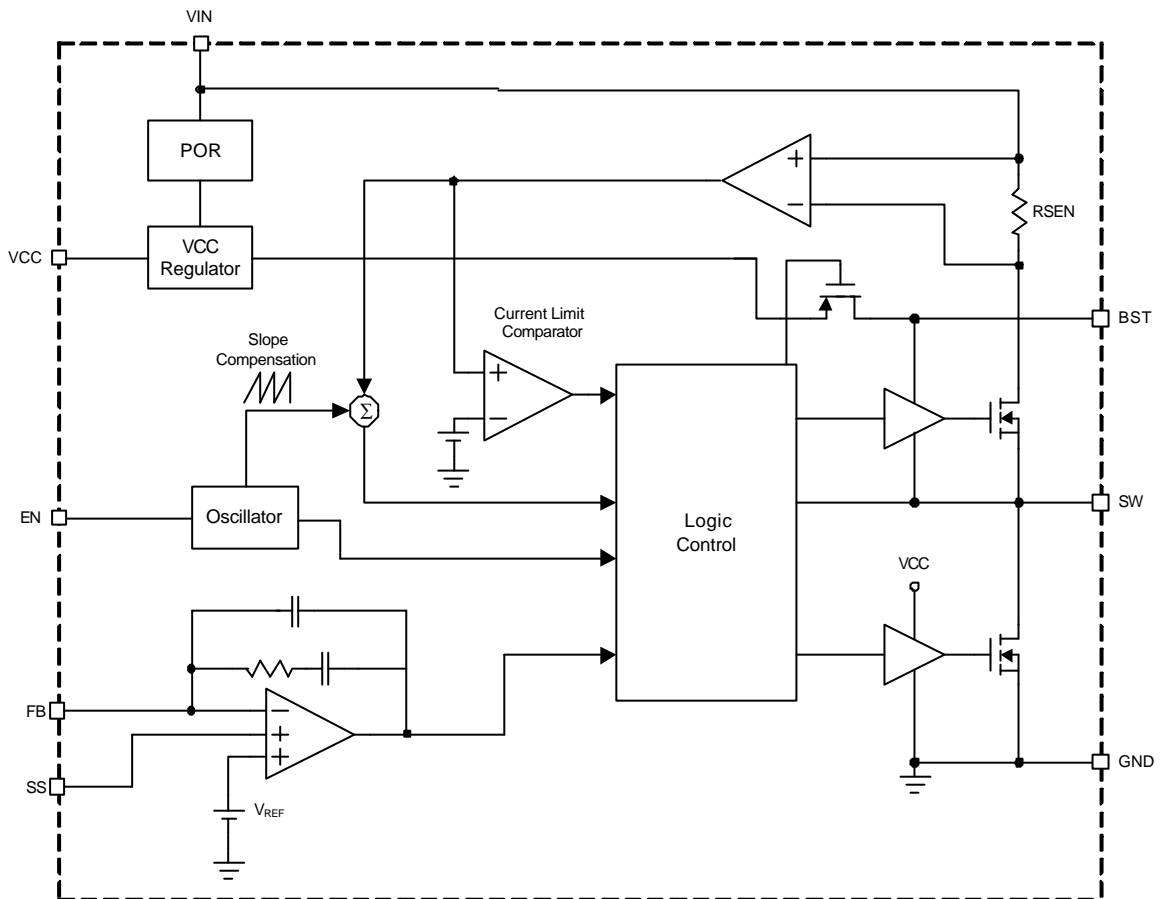 VIN
POR
+
−
RSEN
VCC
VCC
Regulator
BST
Current Limit
Comparator
Slope
Compensation
+
−
Σ
EN
Oscillator
Logic
Control
SW
VCC
FB
−
+
+
SS
VREF
GND